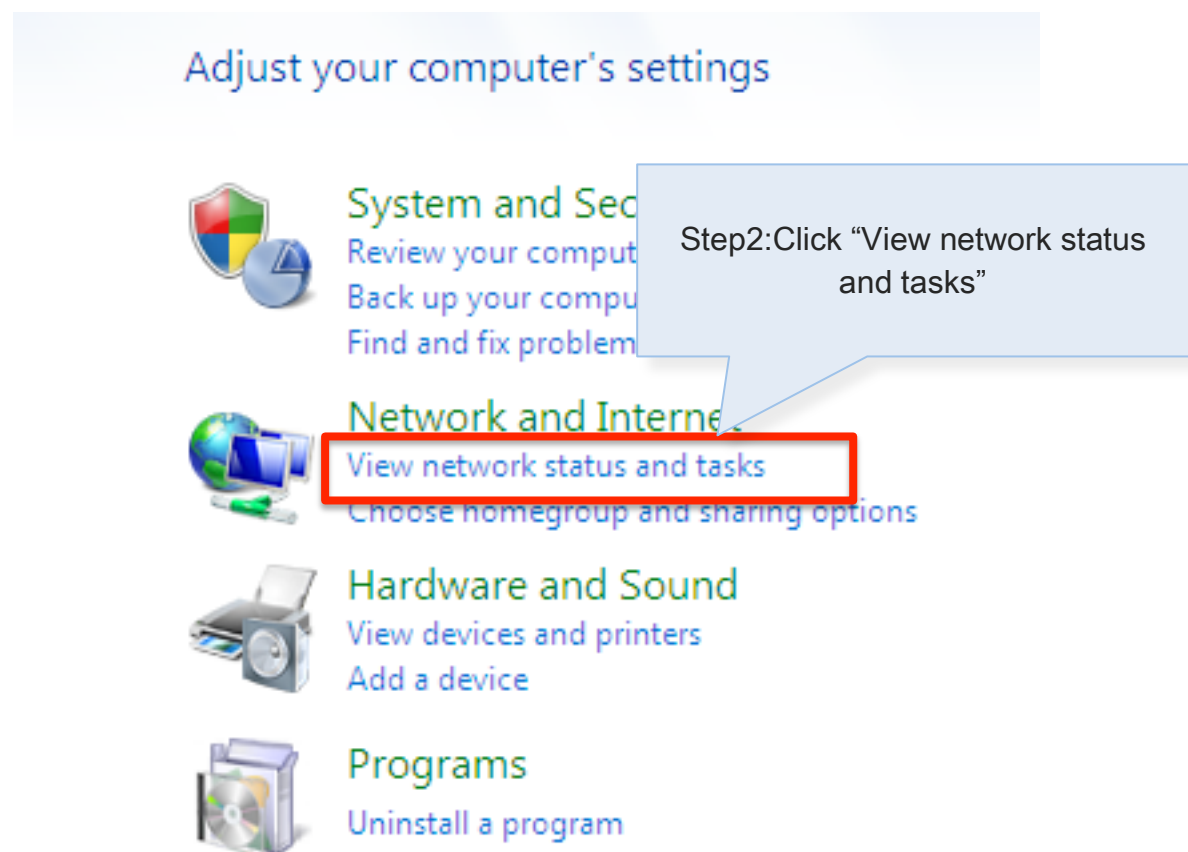 Adjust your computer's settings
System and Sec
Review your comput
Back up your compu
Find and fix problem
Step2:Click “View network status
and tasks”
Network and Internet
View network status and tasks
Choose homegroup and sharing options
Hardware and Sound
View devices and printers
Add a device
Programs
Uninstall a program